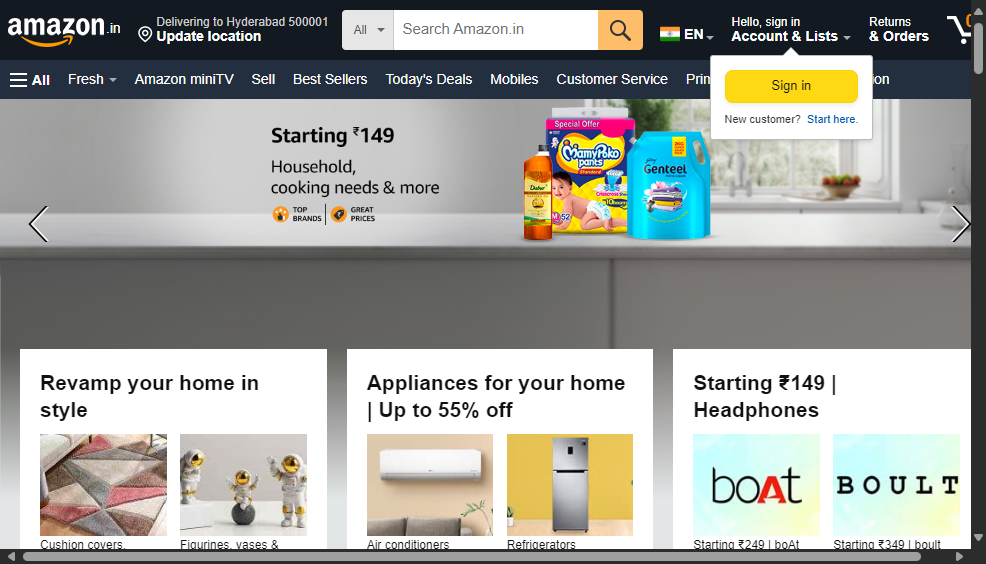 amazon.in
Delivering to Hyderabad 500001
Update location
All
Search Amazon.in
EN
Hello, sign in
Account & Lists
Returns
& Orders
0
All
Fresh
Amazon miniTV
Sell
Best Sellers
Today's Deals
Mobiles
Customer Service
Sign in
New customer? Start here.
Starting ₹149
Household,
cooking needs & more
TOP
BRANDS
GREAT
PRICES
Special Offer
MamyPoko
pants
Standard
Dabur
M 52
Genteel
Revamp your home in
style
Appliances for your home
| Up to 55% off
Starting ₹149 |
Headphones
boAt
BOULT
Cushion covers,
Figurines, vases &
Air conditioners
Refrigerators
Starting ₹249 | boAt
Starting ₹349 | boult